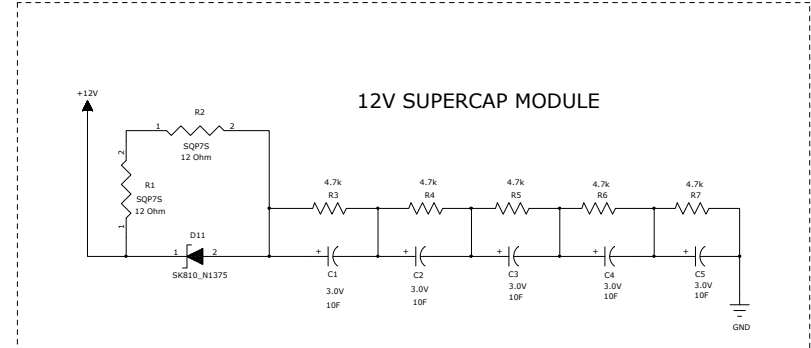 12V SUPERCAP MODULE
+12V
R2
1
2
SQP7S
12 Ohm
2
R1
SQP7S
12 Ohm
1
D11
1
2
SK810_N1375
4.7k
R3
4.7k
R4
4.7k
R5
4.7k
R6
4.7k
R7
+
C1
3.0V
10F
+
C2
3.0V
10F
+
C3
3.0V
10F
+
C4
3.0V
10F
+
C5
3.0V
10F
GND